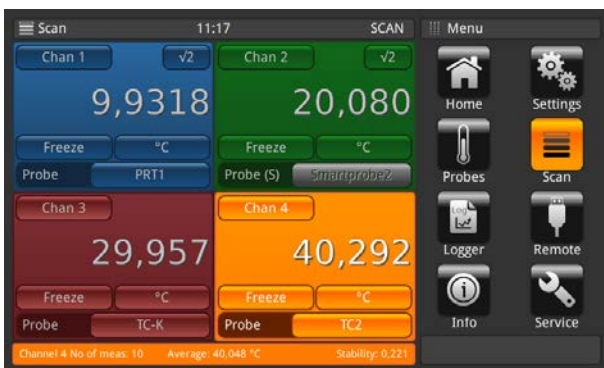 Scan 11:17 SCAN
Chan 1 √2
9,9318
Freeze °C
Probe PRT1
Chan 2 √2
20,080
Freeze °C
Probe (S) Smartprobe2
Chan 3
29,957
Freeze °C
Probe TC-K
Chan 4
40,292
Freeze °C
Probe TC2
Channel 4 No of meas: 10 Average: 40,048 °C Stability: 0,221
Menu
Home Settings
Probes Scan
Log
Logger Remote
Info Service